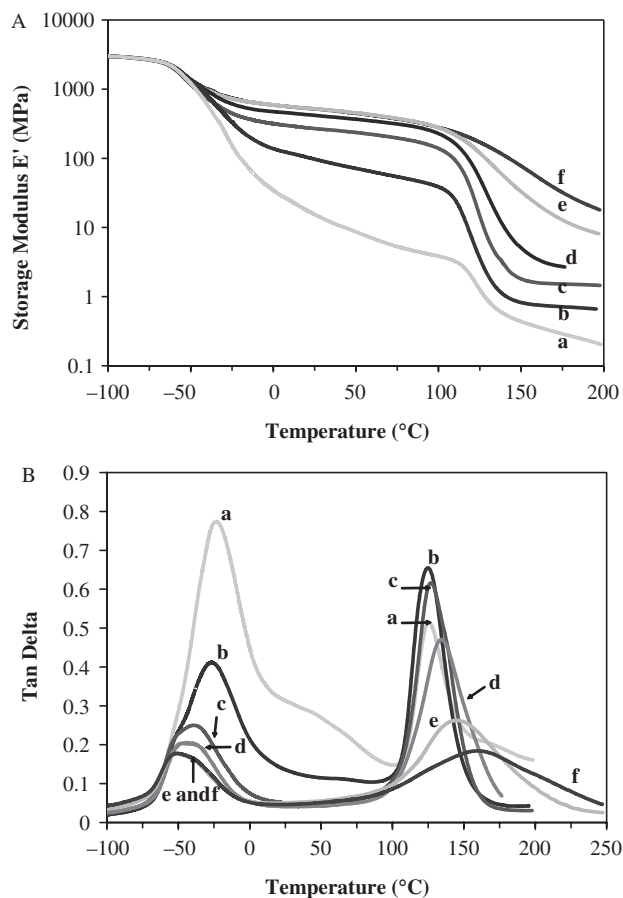 A
10000
1000
100
10
1
0.1
Storage Modulus E' (MPa)
f
e
d
c
b
a
−100 −50 0 50 100 150 200
Temperature (°C)
B
0.9
0.8
0.7
0.6
0.5
0.4
0.3
0.2
0.1
0
Tan Delta
a
b
c
d
e and f
b
c
a
d
e
f
−100 −50 0 50 100 150 200 250
Temperature (°C)